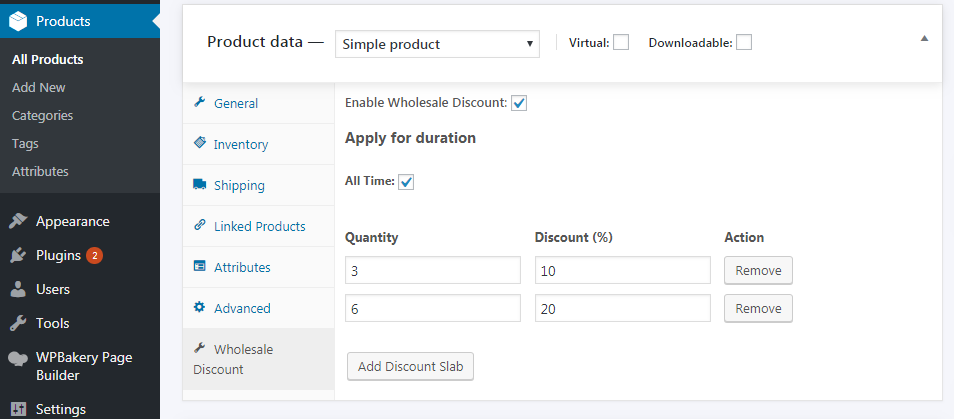 Products
All Products
Add New
Categories
Tags
Attributes
Appearance
Plugins 2
Users
Tools
WPBakery Page
Builder
Settings
Product data — Simple product Virtual: Downloadable:
General
Inventory
Shipping
Linked Products
Attributes
Advanced
Wholesale
Discount
Enable Wholesale Discount:
Apply for duration
All Time:
Quantity Discount (%) Action
3 10 Remove
6 20 Remove
Add Discount Slab